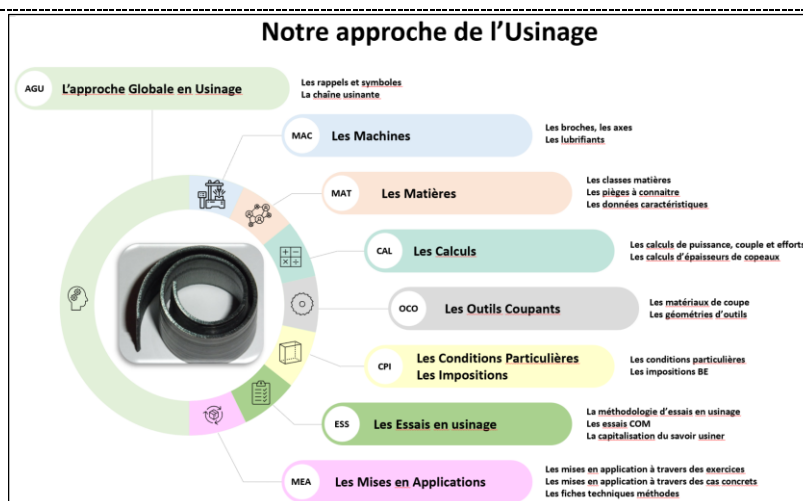 Notre approche de l'Usinage
AGU
L'approche Globale en Usinage
Les rappels et symboles
La chaîne usinante
MAC
Les Machines
Les broches, les axes
Les lubrifiants
MAT
Les Matières
Les classes matières
Les pièges à connaitre
Les données caractéristiques
CAL
Les Calculs
Les calculs de puissance, couple et efforts
Les calculs d'épaisseurs de copeaux
OCO
Les Outils Coupants
Les matériaux de coupe
Les géométries d'outils
CPI
Les Conditions Particulières
Les Impositions
Les conditions particulières
Les impositions BE
ESS
Les Essais en usinage
La méthodologie d'essais en usinage
Les essais COM
La capitalisation du savoir usiner
MEA
Les Mises en Applications
Les mises en application à travers des exercices
Les mises en application à travers des cas concrets
Les fiches techniques méthodes